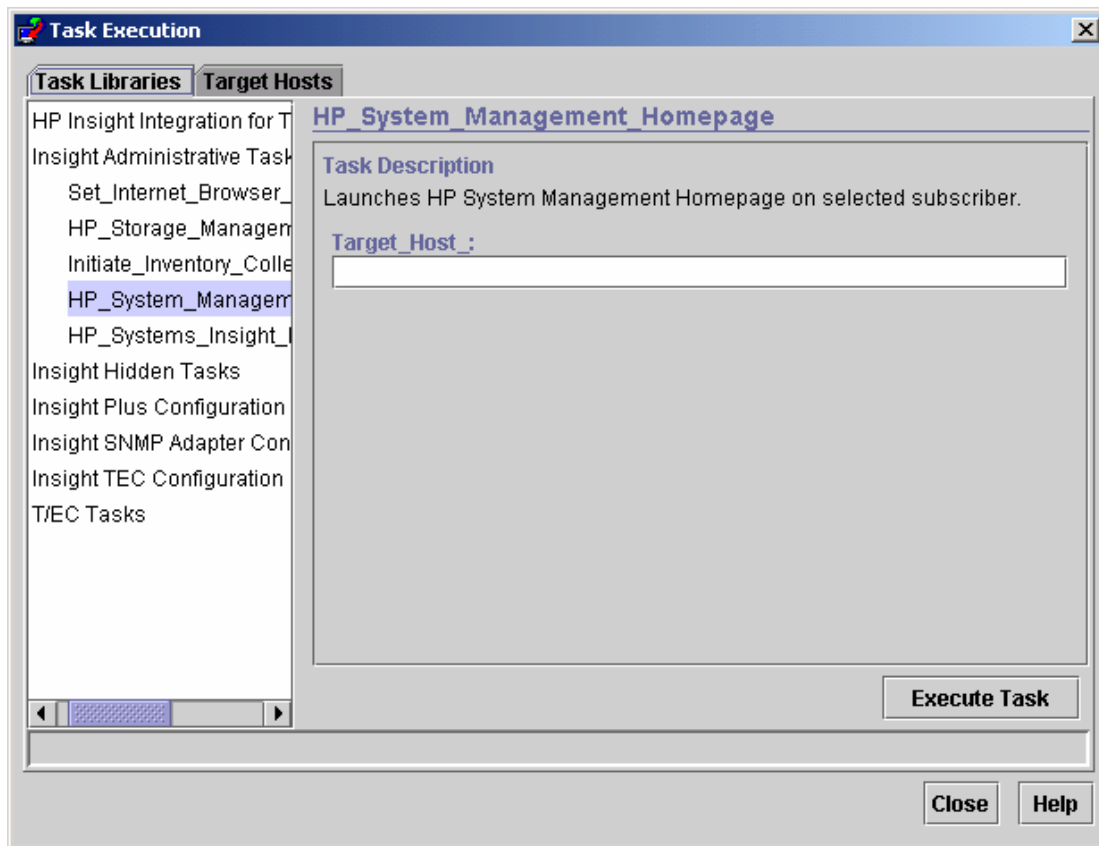 Task Execution
Task Libraries
Target Hosts
HP Insight Integration for T
Insight Administrative Task
Set_Internet_Browser_
HP_Storage_Managem
Initiate_Inventory_Colle
HP_System_Managem
HP_Systems_Insight_
Insight Hidden Tasks
Insight Plus Configuration
Insight SNMP Adapter Con
Insight TEC Configuration
T/EC Tasks
HP_System_Management_Homepage
Task Description
Launches HP System Management Homepage on selected subscriber.
Target_Host_:
Execute Task
Close
Help